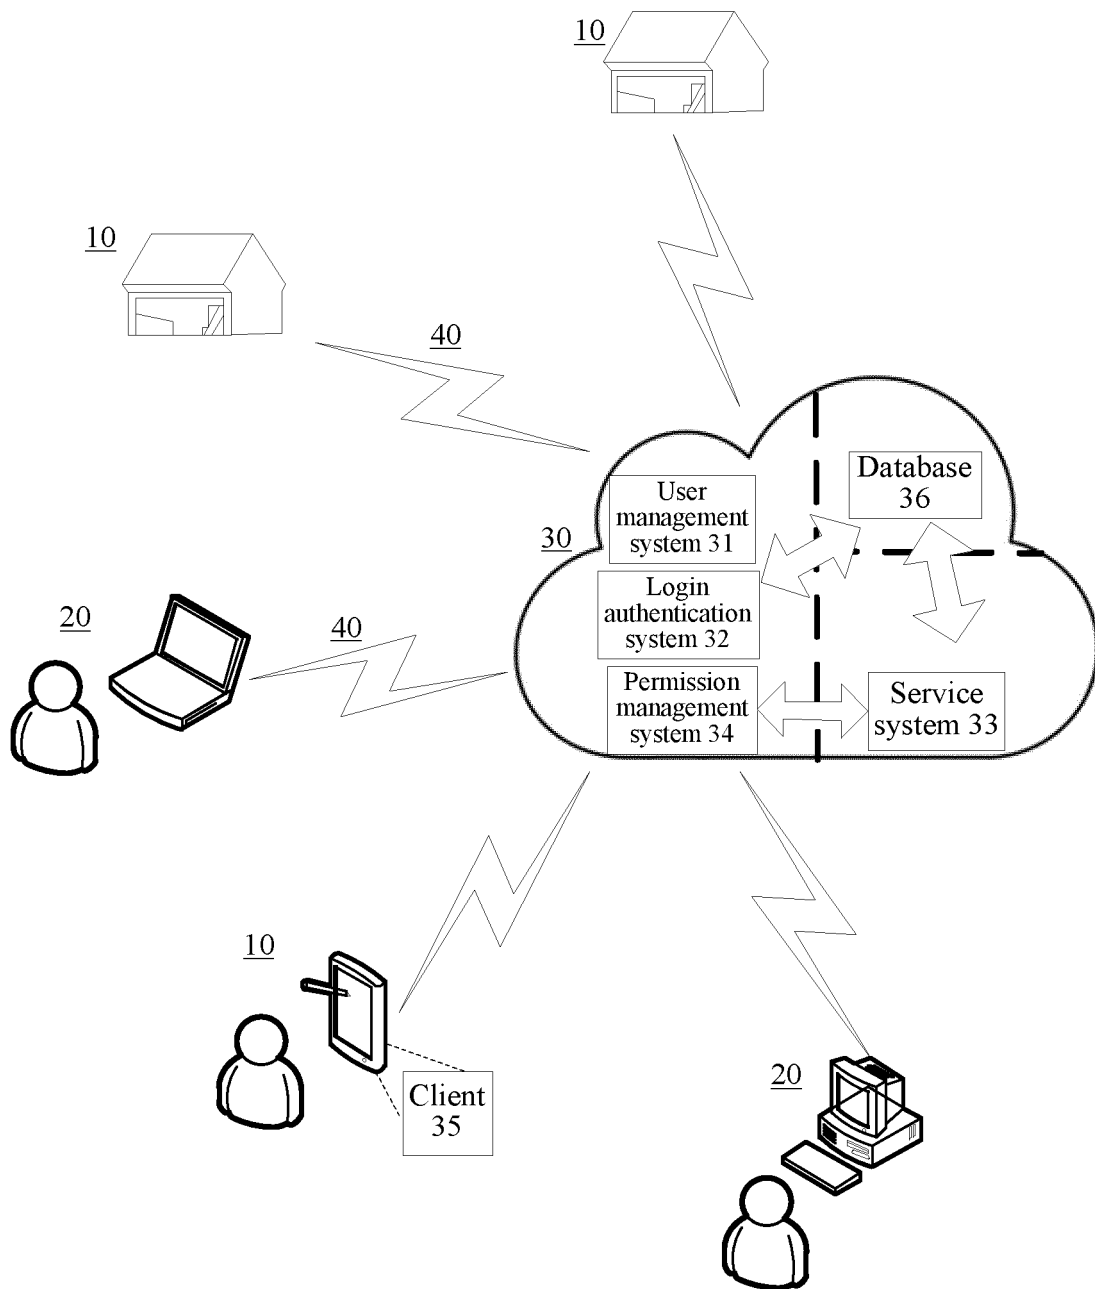 10
10
40
Database
36
User
management
system 31
30
Login
authentication
system 32
20
40
Permission
management
system 34
Service
system 33
10
Client
35
20